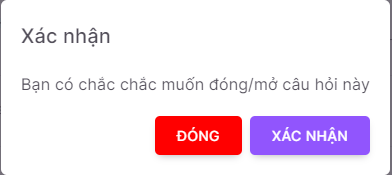 Xác nhận
Bạn có chắc chắc muốn đóng/mở câu hỏi này
ĐÓNG XÁC NHẬN